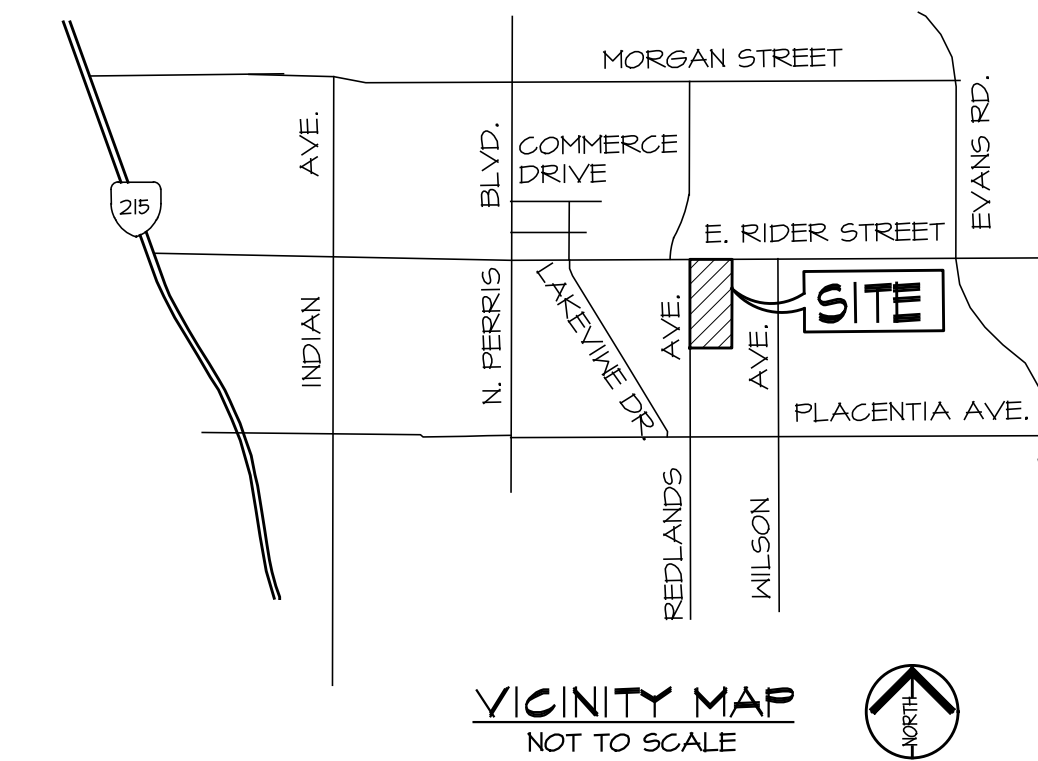 MORGAN STREET
EVANS RD.
AVE.
BLVD.
COMMERCE
DRIVE
215
E. RIDER STREET
INDIAN
N. PERRIS
LAKEVIWE DR.
AVE.
AVE.
SITE
PLACENTIA AVE.
REDLANDS
WILSON
VICINITY MAP
NOT TO SCALE
NORTH